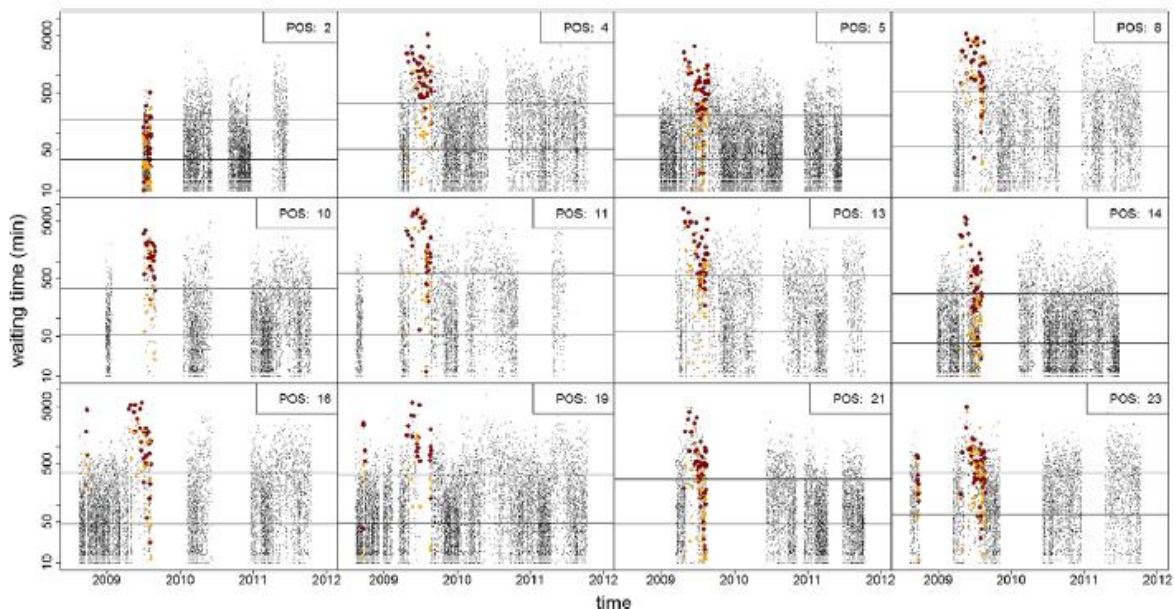 POS: 2
POS: 4
POS: 5
POS: 8
5000
500
50
10
POS: 10
POS: 11
POS: 13
POS: 14
5000
500
50
10
waiting time (min)
POS: 16
POS: 19
POS: 21
POS: 23
5000
500
50
10
2009 2010 2011 2012 2009 2010 2011 2012 2009 2010 2011 2012 2009 2010 2011 2012
time